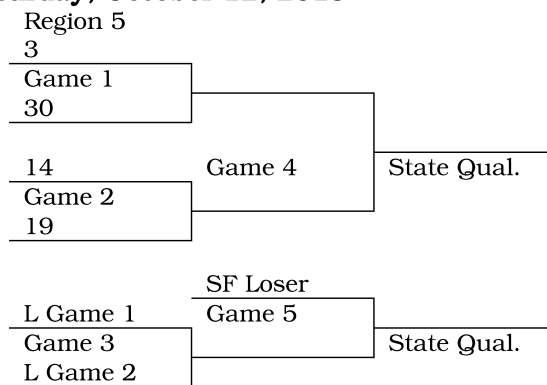 Region 5
3
Game 1
30
14
Game 4
State Qual.
Game 2
19
SF Loser
L Game 1
Game 5
Game 3
State Qual.
L Game 2